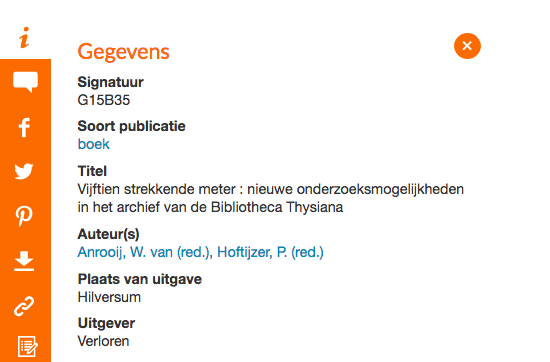 Gegevens
Signatuur
G15B35
Soort publicatie
boek
Titel
Vijftien strekkende meter : nieuwe onderzoeksmogelijkheden
in het archief van de Bibliotheca Thysiana
Auteur(s)
Anrooij, W. van (red.), Hoftijzer, P. (red.)
Plaats van uitgave
Hilversum
Uitgever
Verloren